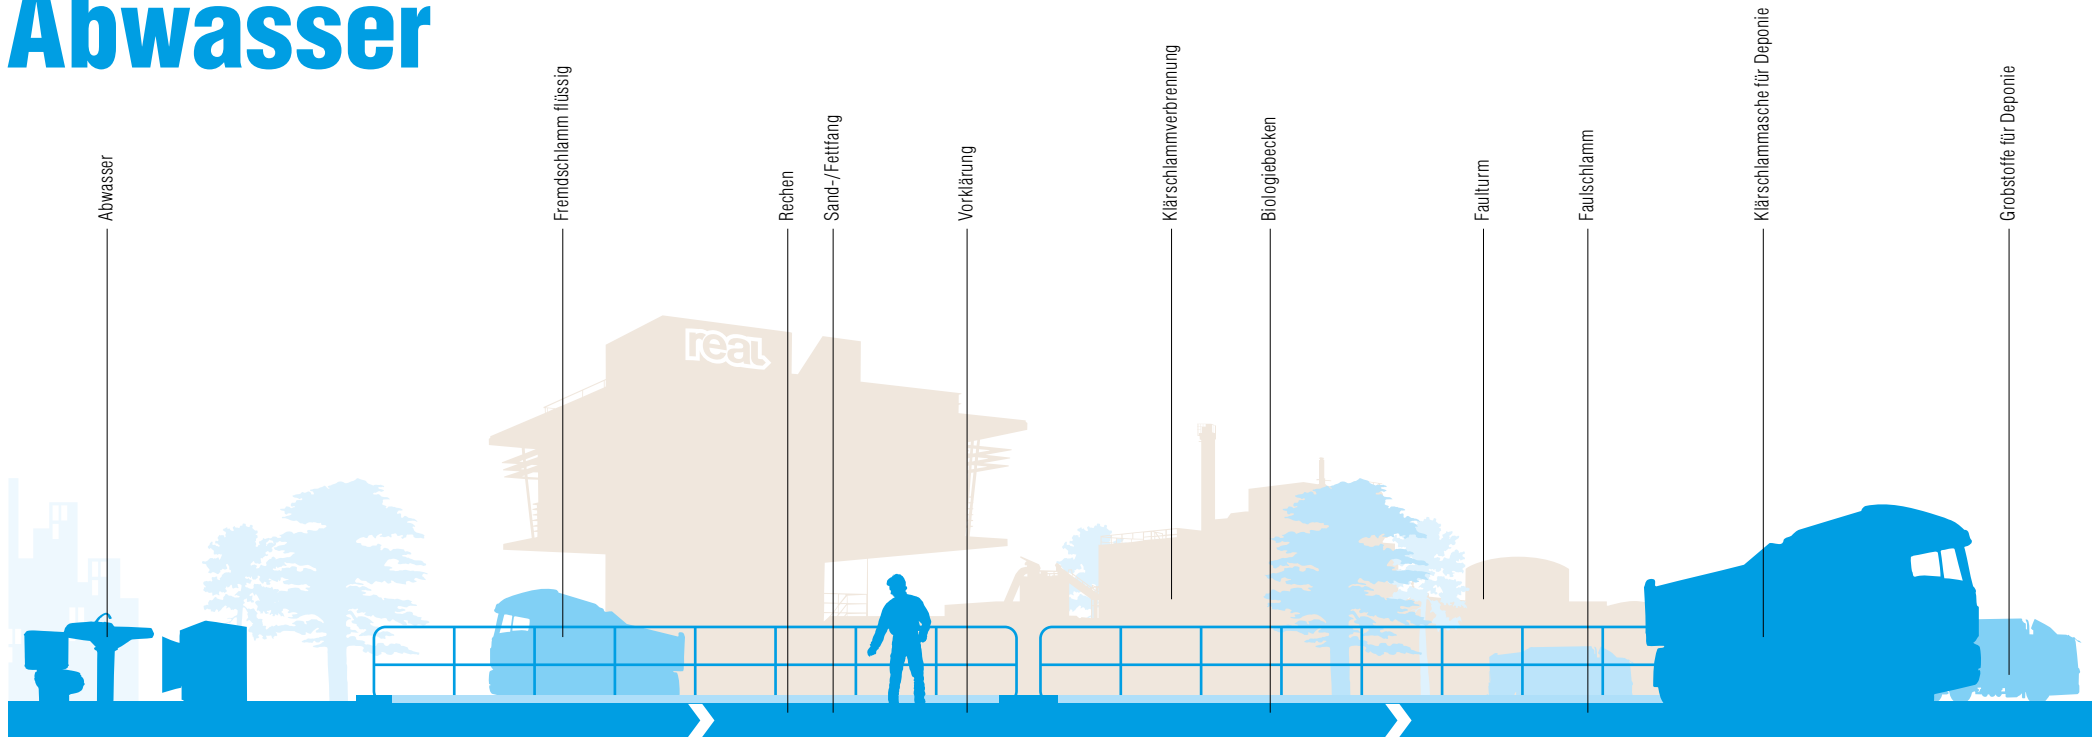 Abwasser
Abwasser
Fremdschlamm flüssig
Rechen
Sand-/Fettfang
Vorklärung
Klärschlammverbrennung
Biologiebecken
Faulturm
Faulschlamm
Klärschlammasche für Deponie
Grobstoffe für Deponie
real